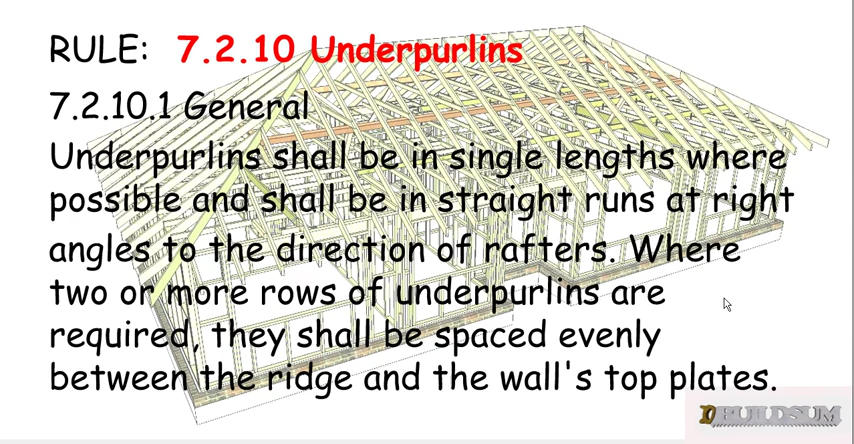 RULE: 7.2.10 Underpurlins
7.2.10.1 General
Underpurlins shall be in single lengths where
possible and shall be in straight runs at right
angles to the direction of rafters. Where
two or more rows of underpurlins are
required, they shall be spaced evenly
between the ridge and the wall's top plates.
BUILDSUM